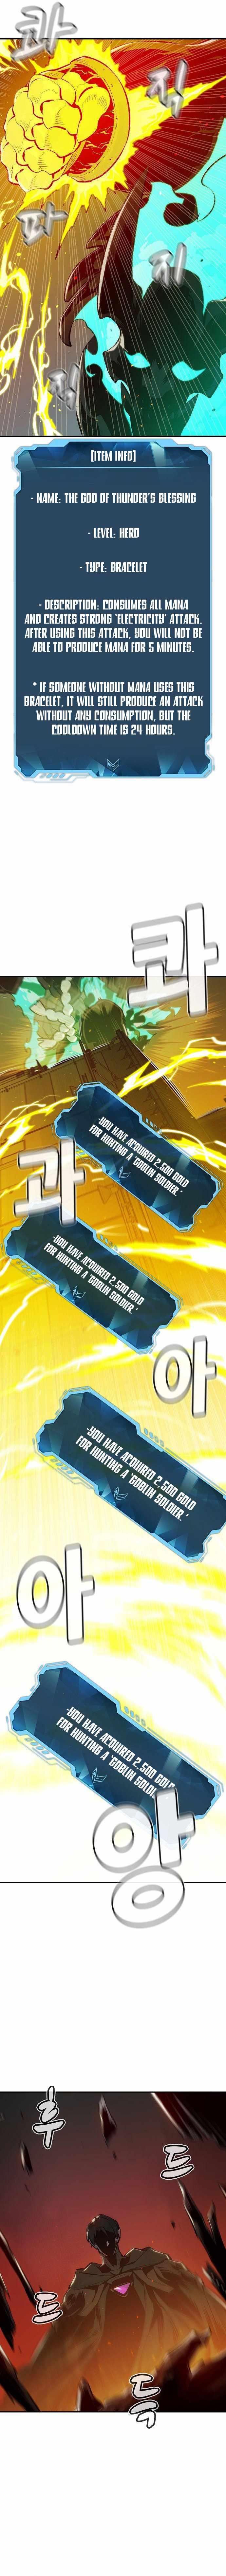 콰
직
파
지
직
[ITEM INFO]
- NAME: THE GOD OF THUNDER'S BLESSING
- LEVEL: HERO
- TYPE: BRACELET
- DESCRIPTION: CONSUMES ALL MANA
AND CREATES STRONG 'ELECTRICITY' ATTACK.
AFTER USING THIS ATTACK, YOU WILL NOT BE
ABLE TO PRODUCE MANA FOR 5 MINUTES.
* IF SOMEONE WITHOUT MANA USES THIS
BRACELET, IT WILL STILL PRODUCE AN ATTACK
WITHOUT ANY CONSUMPTION, BUT THE
COOLDOWN TIME IS 24 HOURS.
콰
-YOU HAVE ACQUIRED 2,500 GOLD
FOR HUNTING A 'GOBLIN SOLDIER.'
과
-YOU HAVE ACQUIRED 2,500 GOLD
FOR HUNTING A 'GOBLIN SOLDIER.'
아
-YOU HAVE ACQUIRED 2,500 GOLD
FOR HUNTING A 'GOBLIN SOLDIER.'
아
-YOU HAVE ACQUIRED 2,500 GOLD
FOR HUNTING A 'GOBLIN SOLDI
앙
후
드
드
득